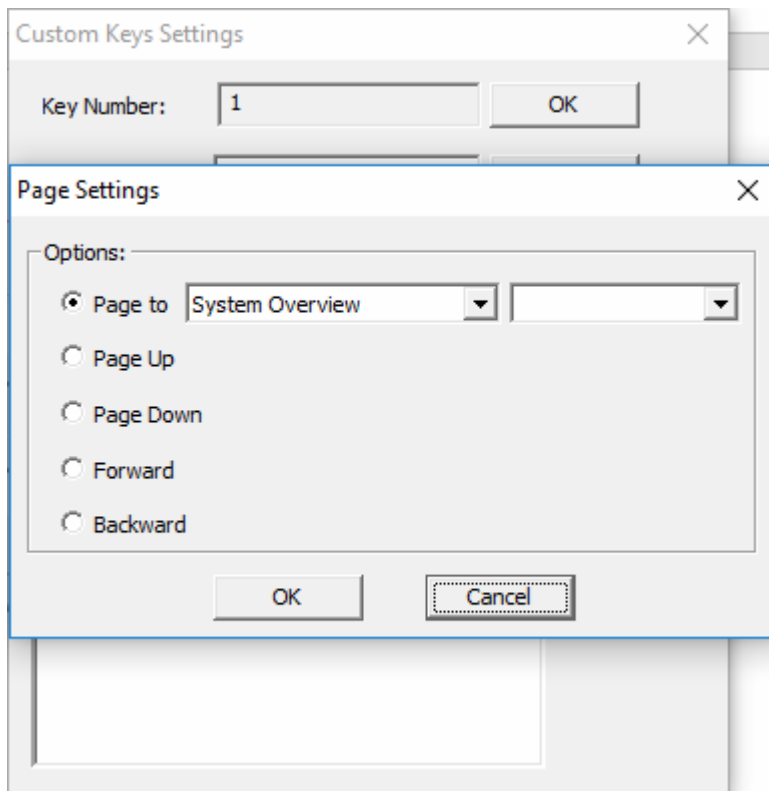 Custom Keys Settings
Key Number: 1 OK
Page Settings
Options:
Page to System Overview
Page Up
Page Down
Forward
Backward
OK Cancel